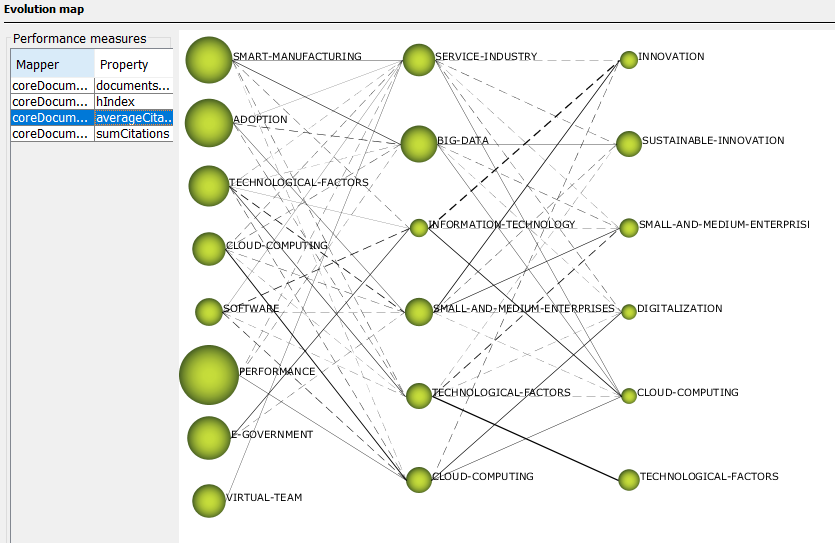 Evolution map
Performance measures
Mapper Property
coreDocum... documents...
coreDocum... hIndex
coreDocum... averageCita...
coreDocum... sumCitations
SMART-MANUFACTURING
ADOPTION
TECHNOLOGICAL-FACTORS
CLOUD-COMPUTING
SOFTWARE
PERFORMANCE
E-GOVERNMENT
VIRTUAL-TEAM
SERVICE-INDUSTRY
BIG-DATA
INFORMATION-TECHNOLOGY
SMALL-AND-MEDIUM-ENTERPRISES
TECHNOLOGICAL-FACTORS
CLOUD-COMPUTING
INNOVATION
SUSTAINABLE-INNOVATION
SMALL-AND-MEDIUM-ENTERPRISI
DIGITALIZATION
CLOUD-COMPUTING
TECHNOLOGICAL-FACTORS